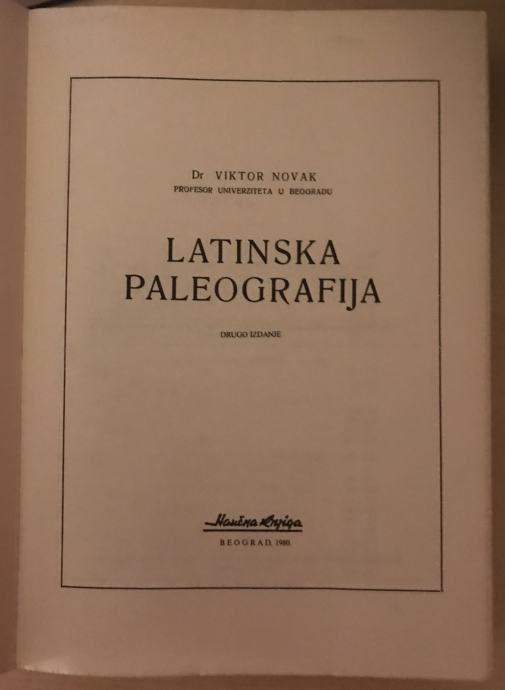 Dr VIKTOR NOVAK
PROFESOR UNIVERZITETA U BEOGRADU
LATINSKA
PALEOGRAFIJA
DRUGO IZDANJE
Naučna knjiga
BEOGRAD, 1980.